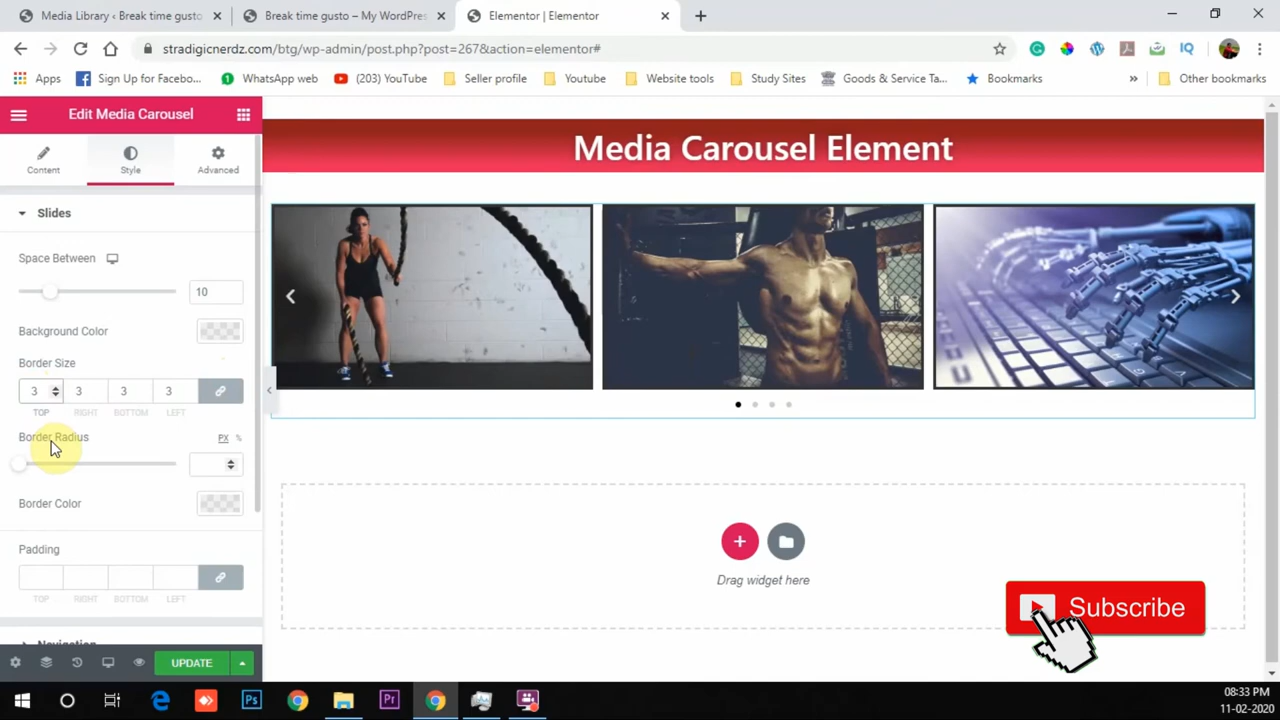 Media Library ‹ Break time gusto
Break time gusto – My WordPress
Elementor | Elementor
stradigicnerdz.com/btg/wp-admin/post.php?post=267&action=elementor#
Apps
Sign Up for Facebo...
WhatsApp web
(203) YouTube
Seller profile
Youtube
Website tools
Study Sites
Goods & Service Ta...
Bookmarks
»
Other bookmarks
Edit Media Carousel
Content
Style
Advanced
Slides
Space Between
10
Background Color
Border Size
3 3 3 3
TOP RIGHT BOTTOM LEFT
Border Radius
PX %
Border Color
Padding
TOP RIGHT BOTTOM LEFT
Navigation
UPDATE
Media Carousel Element
Drag widget here
Subscribe
08:33 PM
11-02-2020